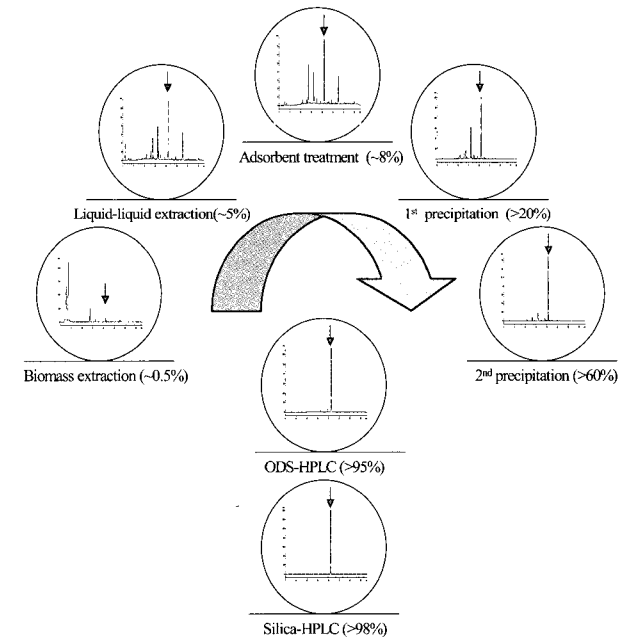 Adsorbent treatment (~8%)
Liquid-liquid extraction(~5%)
1st precipitation (>20%)
Biomass extraction (~0.5%)
2nd precipitation (>60%)
ODS-HPLC (>95%)
Silica-HPLC (>98%)